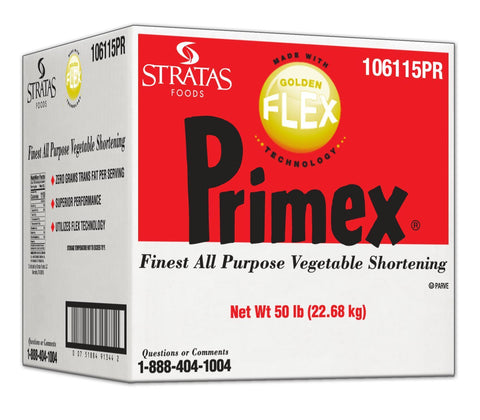 STRATAS
FOODS
Finest All Purpose Vegetable Shortening
ZERO GRAMS TRANS FAT PER SERVING
SUPERIOR PERFORMANCE
UTILIZES FLEX TECHNOLOGY
Questions or Comments
1-888-404-1004
106115PR
FLEX
STRATAS
FOODS
MADE WITH
GOLDEN
FLEX
TECHNOLOGY
106115PR
Primex®
Finest All Purpose Vegetable Shortening
PARVE
Net Wt 50 lb (22.68 kg)
Questions or Comments
1-888-404-1004